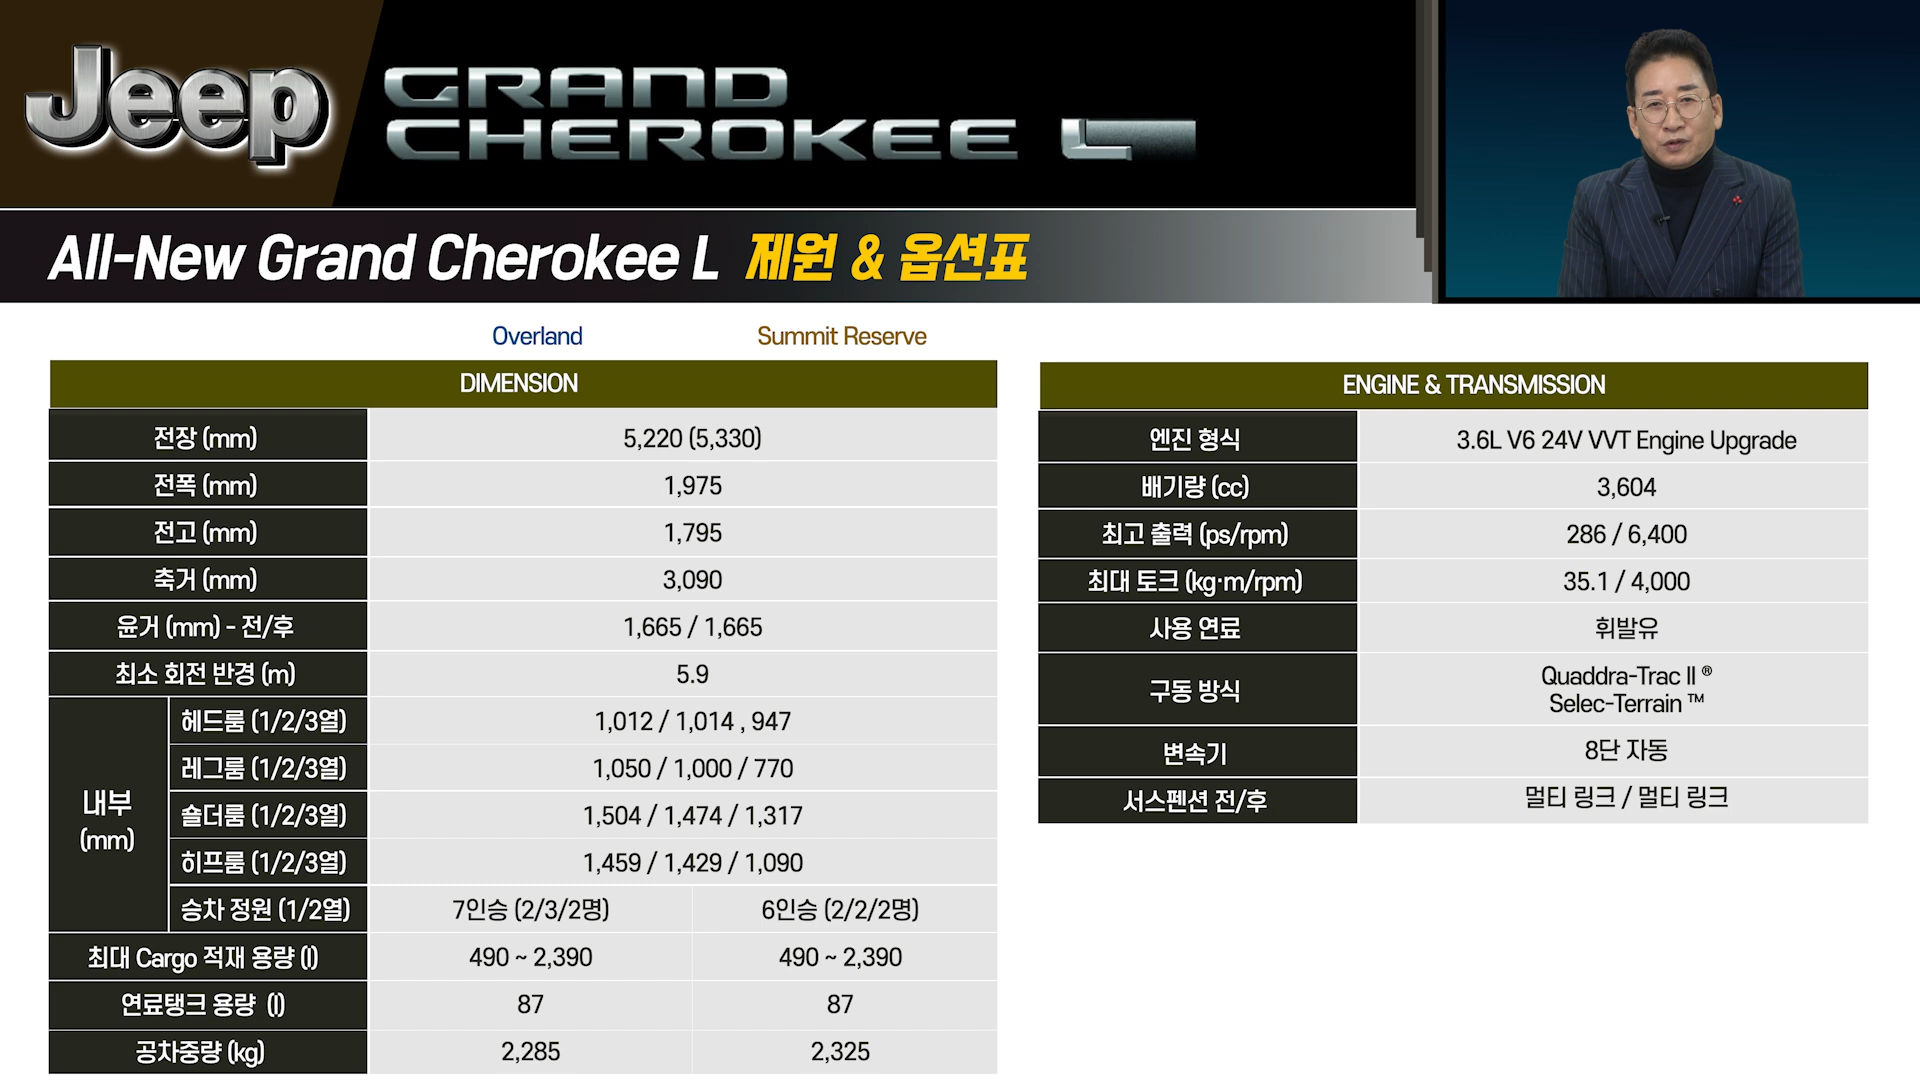 Jeep
GRAND
CHEROKEE L
All-New Grand Cherokee L 제원 & 옵션표
Overland Summit Reserve
DIMENSION
전장 (mm) 5,220 (5,330)
전폭 (mm) 1,975
전고 (mm) 1,795
축거 (mm) 3,090
윤거 (mm) - 전/후 1,665 / 1,665
최소 회전 반경 (m) 5.9
내부
(mm)
헤드룸 (1/2/3열) 1,012 / 1,014 , 947
레그룸 (1/2/3열) 1,050 / 1,000 / 770
숄더룸 (1/2/3열) 1,504 / 1,474 / 1,317
히프룸 (1/2/3열) 1,459 / 1,429 / 1,090
승차 정원 (1/2열) 7인승 (2/3/2명) 6인승 (2/2/2명)
최대 Cargo 적재 용량 (l) 490 ~ 2,390 490 ~ 2,390
연료탱크 용량 (l) 87 87
공차중량 (kg) 2,285 2,325
ENGINE & TRANSMISSION
엔진 형식 3.6L V6 24V VVT Engine Upgrade
배기량 (cc) 3,604
최고 출력 (ps/rpm) 286 / 6,400
최대 토크 (kg·m/rpm) 35.1 / 4,000
사용 연료 휘발유
구동 방식 Quaddra-Trac II ®
Selec-Terrain ™
변속기 8단 자동
서스펜션 전/후 멀티 링크 / 멀티 링크